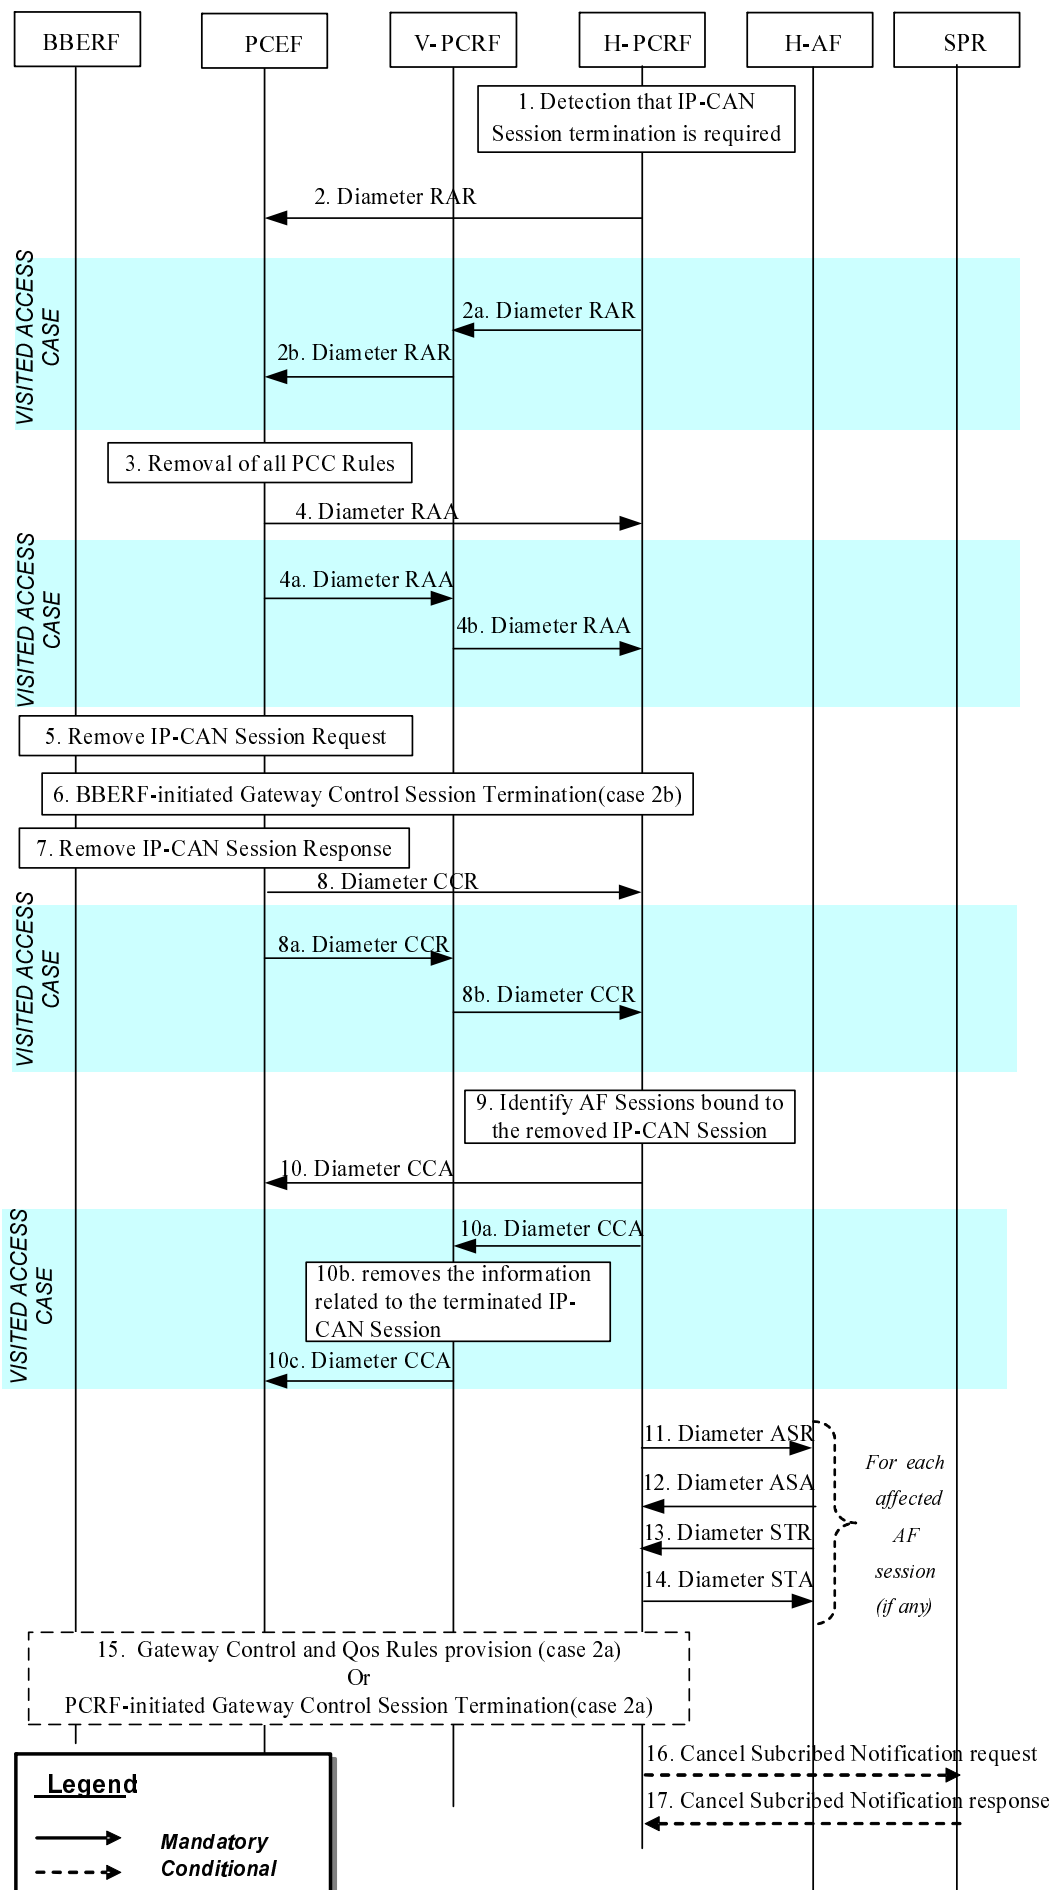 BBERF
PCEF
V-PCRF
H-PCRF
H-AF
SPR
1. Detection that IP-CAN
Session termination is required
2. Diameter RAR
VISITED ACCESS
CASE
2a. Diameter RAR
2b. Diameter RAR
3. Removal of all PCC Rules
4. Diameter RAA
VISITED ACCESS
CASE
4a. Diameter RAA
4b. Diameter RAA
5. Remove IP-CAN Session Request
6. BBERF-initiated Gateway Control Session Termination(case 2b)
7. Remove IP-CAN Session Response
8. Diameter CCR
VISITED ACCESS
CASE
8a. Diameter CCR
8b. Diameter CCR
9. Identify AF Sessions bound to
the removed IP-CAN Session
10. Diameter CCA
VISITED ACCESS
CASE
10a. Diameter CCA
10b. removes the information
related to the terminated IP-
CAN Session
10c. Diameter CCA
11. Diameter ASR
12. Diameter ASA
13. Diameter STR
14. Diameter STA
For each
affected
AF
session
(if any)
15. Gateway Control and Qos Rules provision (case 2a)
Or
PCRF-initiated Gateway Control Session Termination(case 2a)
16. Cancel Subcribed Notification request
17. Cancel Subcribed Notification response
Legend:
Mandatory
Conditional